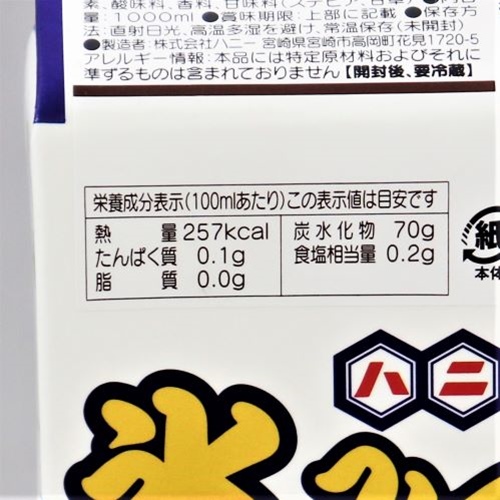 素、酸味料、香料、甘味料(ステビア、甘草)●内容
量:1000ml●賞味期限:上部に記載●保存方
法:直射日光、高温多湿を避け、常温保存(未開封)
●製造者:株式会社ハニー 宮崎県宮崎市高岡町花見1720-5
アレルギー情報:本品には特定原材料およびそれに
準ずるものは含まれておりません【開封後、要冷蔵】
栄養成分表示(100mlあたり)この表示値は目安です
熱量 257kcal 炭水化物 70g
たんぱく質 0.1g 食塩相当量 0.2g
脂質 0.0g
紙
本体
ハニ
氷